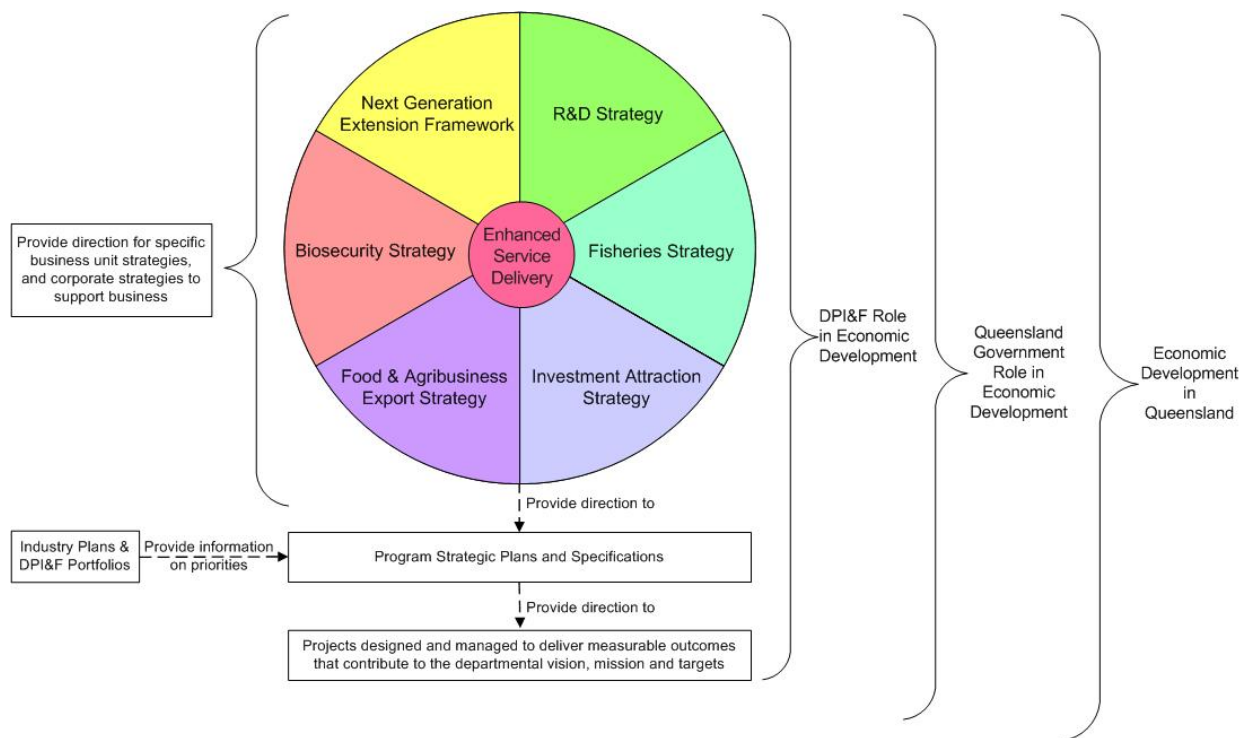 Next Generation
Extension Framework
R&D Strategy
Provide direction for specific
business unit strategies,
and corporate strategies to
support business
Biosecurity Strategy
Enhanced
Service
Delivery
Fisheries Strategy
Food & Agribusiness
Export Strategy
Investment Attraction
Strategy
DPI&F Role
in Economic
Development
Queensland
Government
Role in
Economic
Development
Economic
Development
in
Queensland
Provide direction to
Industry Plans &
DPI&F Portfolios
Provide information
on priorities
Program Strategic Plans and Specifications
Provide direction to
Projects designed and managed to deliver measurable outcomes
that contribute to the departmental vision, mission and targets